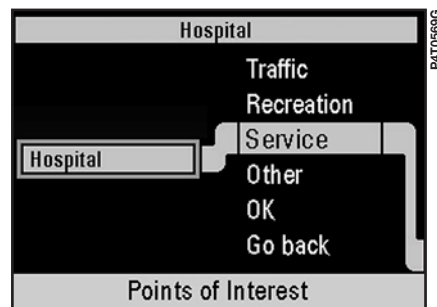 Hospital
Traffic
Recreation
Service
Hospital
Other
OK
Go back
Points of Interest
P4T0569G